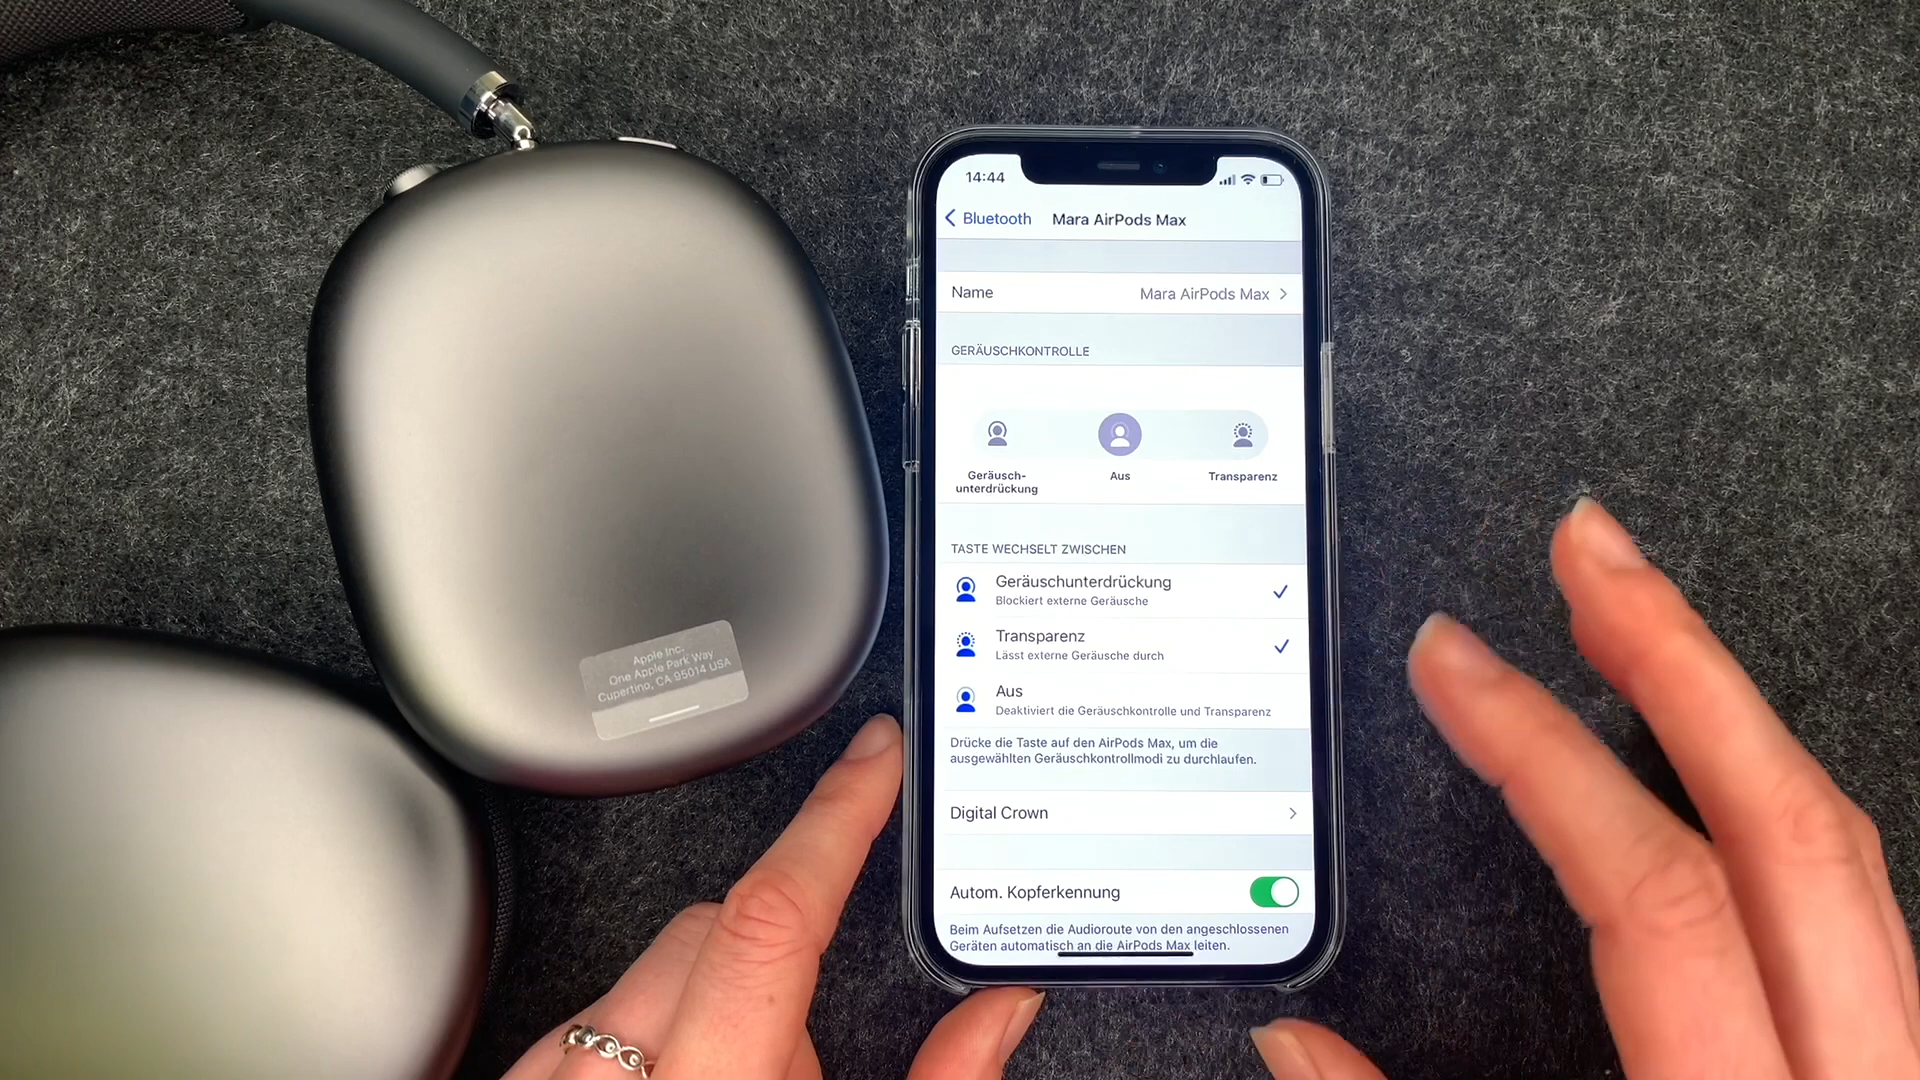 14:44
Bluetooth Mara AirPods Max
Name Mara AirPods Max
GERÄUSCHKONTROLLE
Geräusch-
unterdrückung
Aus
Transparenz
TASTE WECHSELT ZWISCHEN
Geräuschunterdrückung
Blockiert externe Geräusche
Transparenz
Lässt externe Geräusche durch
Aus
Deaktiviert die Geräuschkontrolle und Transparenz
Drücke die Taste auf den AirPods Max, um die
ausgewählten Geräuschkontrollmodi zu durchlaufen.
Digital Crown
Autom. Kopferkennung
Beim Aufsetzen die Audioroute von den angeschlossenen
Geräten automatisch an die AirPods Max leiten.
Apple Inc.
One Apple Park Way
Cupertino, CA 95014 USA